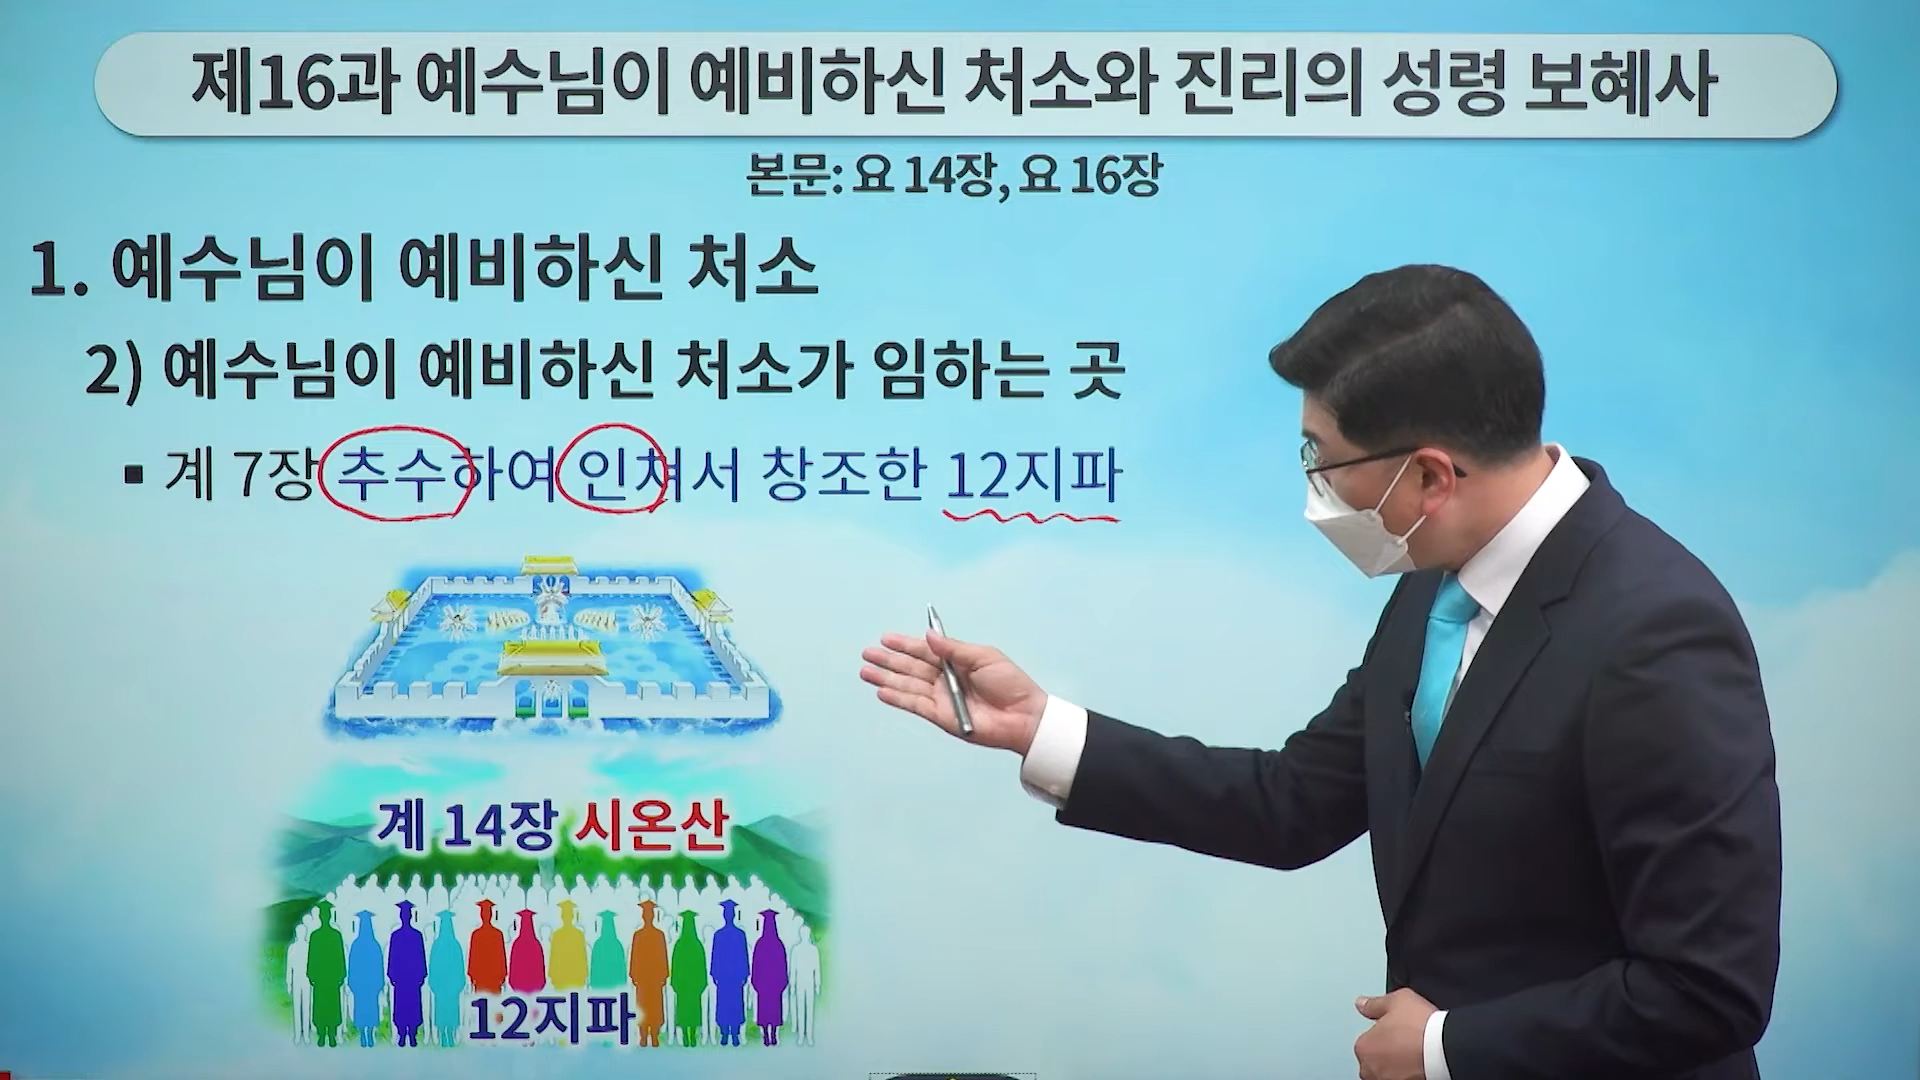 제16과 예수님이 예비하신 처소와 진리의 성령 보혜사
본문: 요 14장, 요 16장
1. 예수님이 예비하신 처소
2) 예수님이 예비하신 처소가 임하는 곳
▪ 계 7장 추수하여 인쳐서 창조한 12지파
계 14장 시온산
12지파